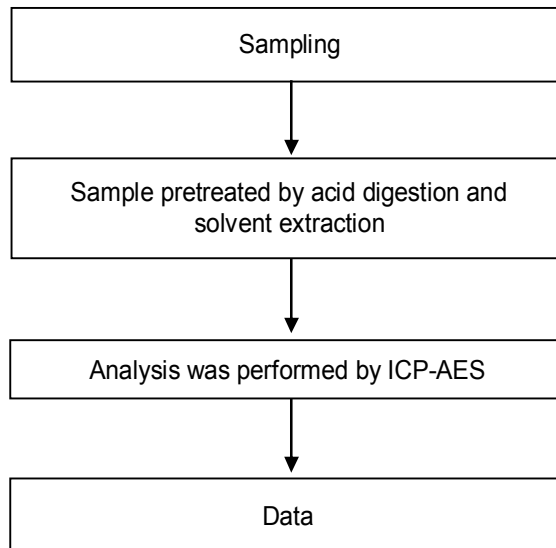 Sampling
Sample pretreated by acid digestion and
solvent extraction
Analysis was performed by ICP-AES
Data